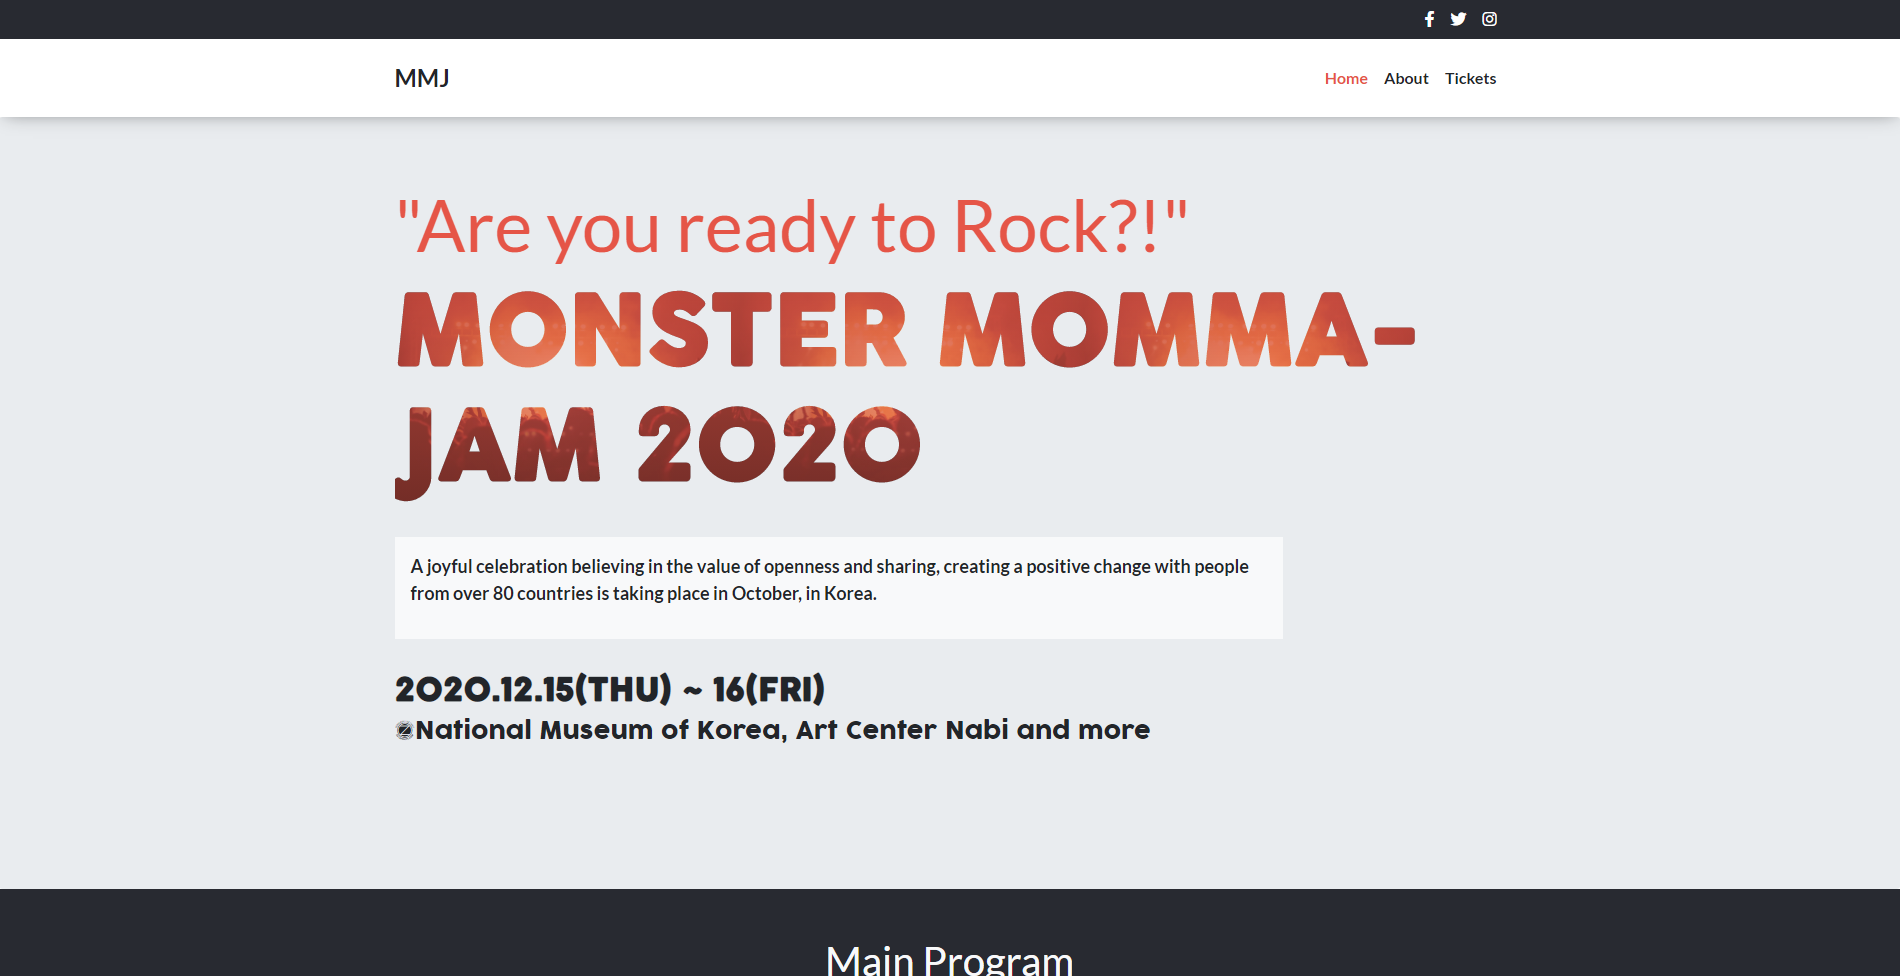 MMJ
Home About Tickets
"Are you ready to Rock?!"
MONSTER MOMMA-
JAM 2020
A joyful celebration believing in the value of openness and sharing, creating a positive change with people
from over 80 countries is taking place in October, in Korea.
2020.12.15(THU) ~ 16(FRI)
National Museum of Korea, Art Center Nabi and more
Main Program